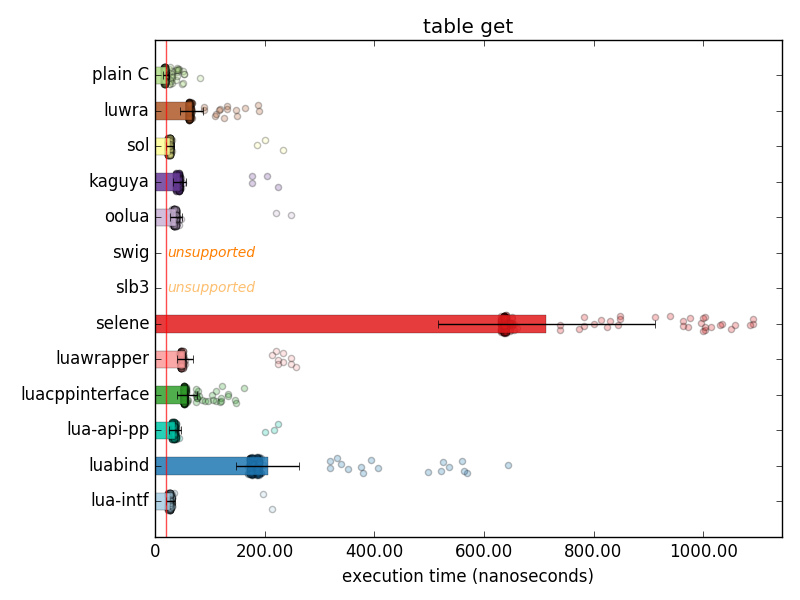 table get
plain C
luwra
sol
kaguya
oolua
swig unsupported
slb3 unsupported
selene
luawrapper
luacppinterface
lua-api-pp
luabind
lua-intf
0 200.00 400.00 600.00 800.00 1000.00
execution time (nanoseconds)